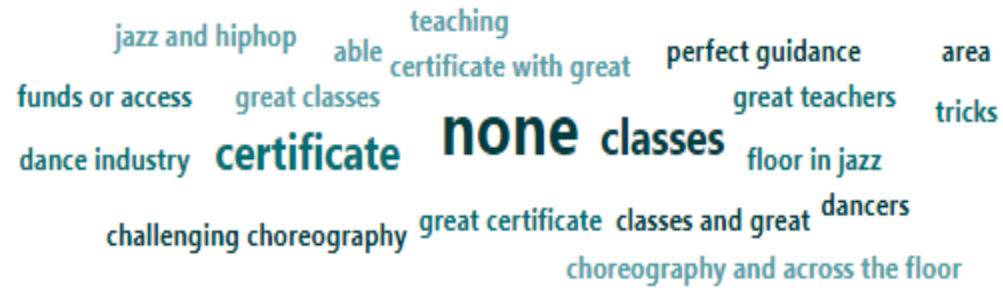 teaching
jazz and hiphop
able
certificate with great
perfect guidance
area
funds or access
great classes
great teachers
tricks
none
classes
certificate
dance industry
floor in jazz
dancers
great certificate
classes and great
challenging choreography
choreography and across the floor